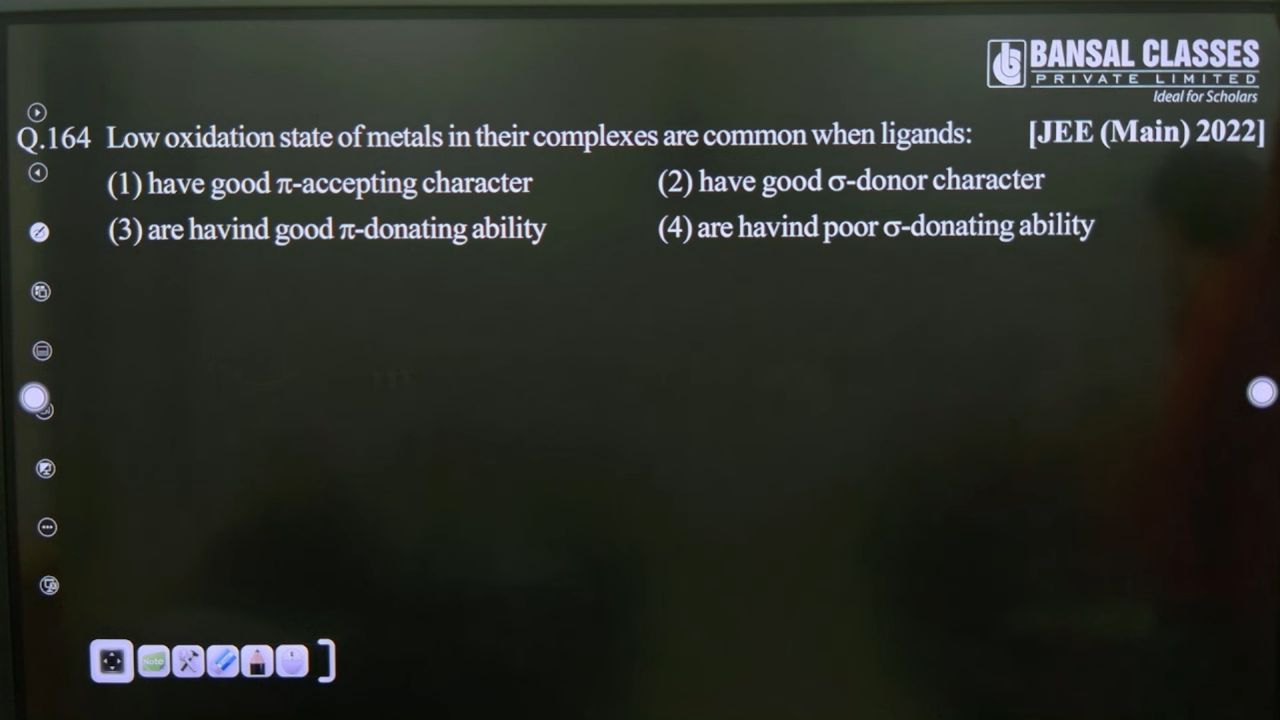 BANSAL CLASSES
PRIVATE LIMITED
Ideal for Scholars
Q.164 Low oxidation state of metals in their complexes are common when ligands: [JEE (Main) 2022]
(1) have good π-accepting character (2) have good σ-donor character
(3) are havind good π-donating ability (4) are havind poor σ-donating ability
Note